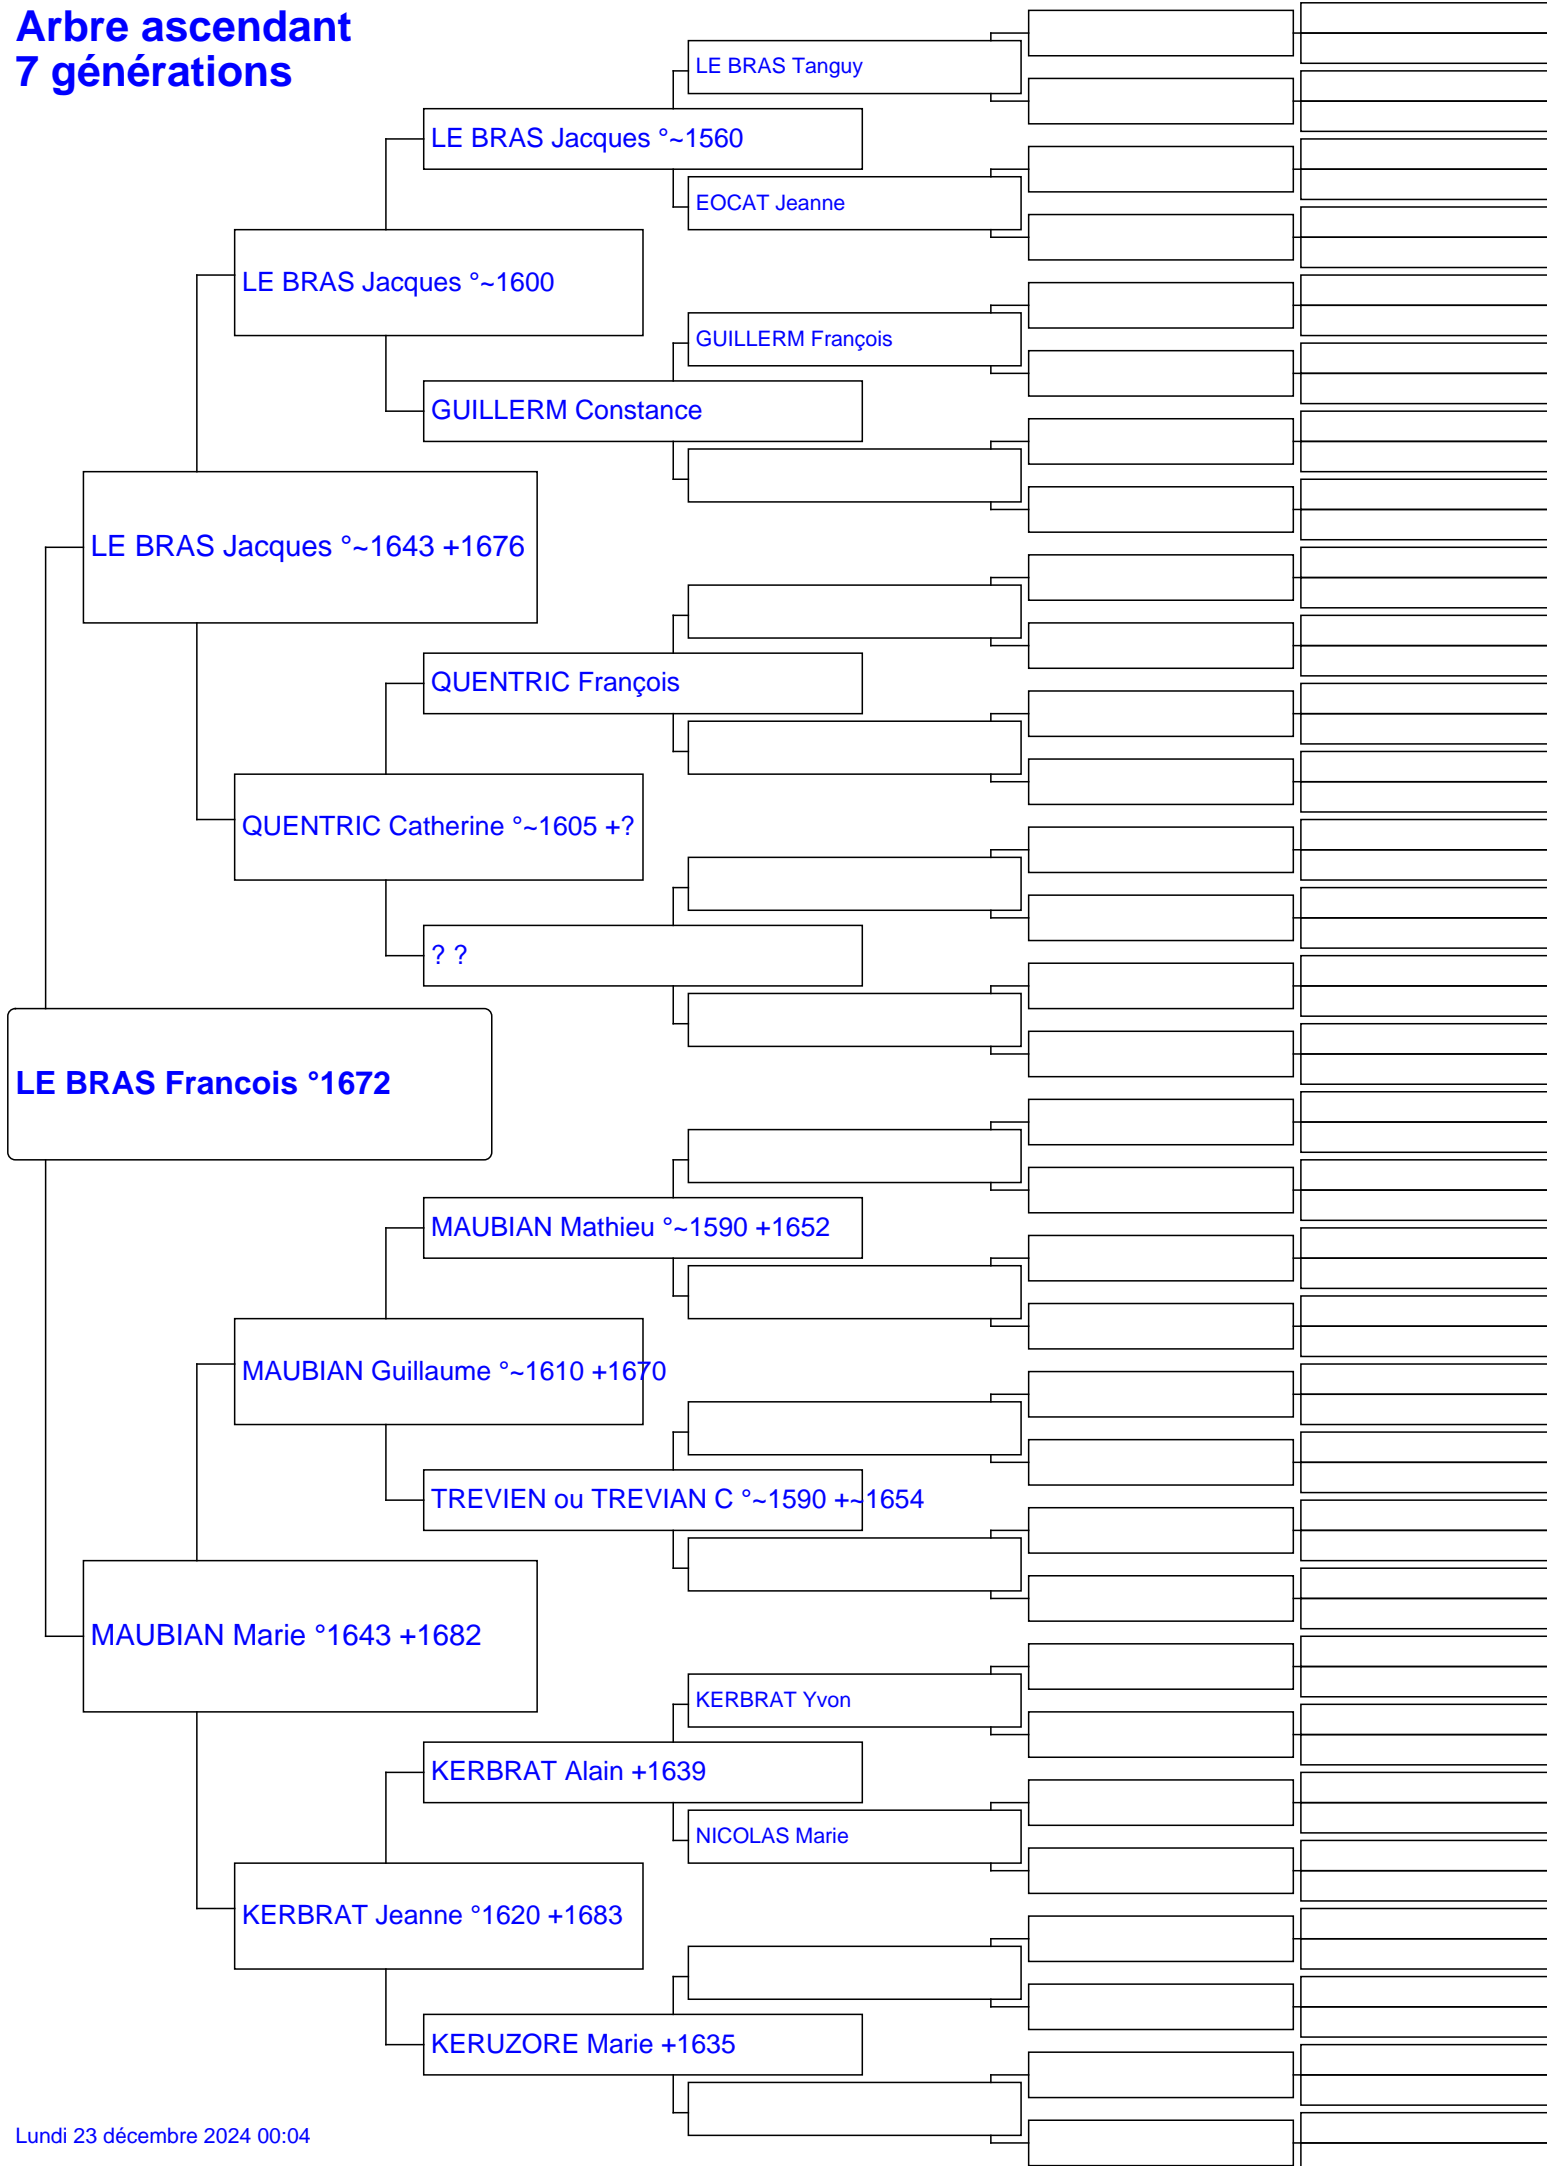 Arbre ascendant
7 générations
LE BRAS Tanguy
LE BRAS Jacques °~1560
EOCAT Jeanne
LE BRAS Jacques °~1600
GUILLERM François
GUILLERM Constance
LE BRAS Jacques °~1643 +1676
QUENTRIC François
QUENTRIC Catherine °~1605 +?
? ?
LE BRAS Francois °1672
MAUBIAN Mathieu °~1590 +1652
MAUBIAN Guillaume °~1610 +1670
TREVIEN ou TREVIAN C °~1590 +~1654
MAUBIAN Marie °1643 +1682
KERBRAT Yvon
KERBRAT Alain +1639
NICOLAS Marie
KERBRAT Jeanne °1620 +1683
KERUZORE Marie +1635
Lundi 23 décembre 2024 00:04